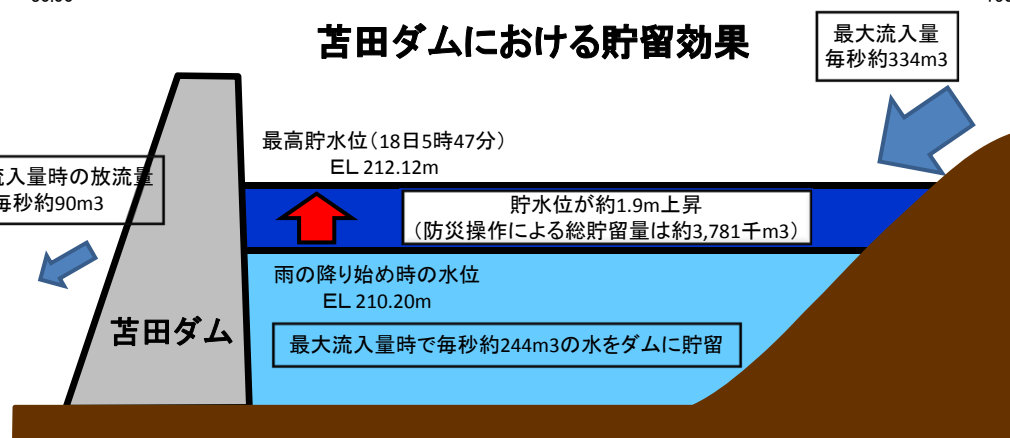 苫田ダムにおける貯留効果
最大流入量
毎秒約334m3
最高貯水位(18日5時47分)
EL 212.12m
流入量時の放流量
毎秒約90m3
貯水位が約1.9m上昇
(防災操作による総貯留量は約3,781千m3)
雨の降り始め時の水位
EL 210.20m
苫田ダム
最大流入量時で毎秒約244m3の水をダムに貯留